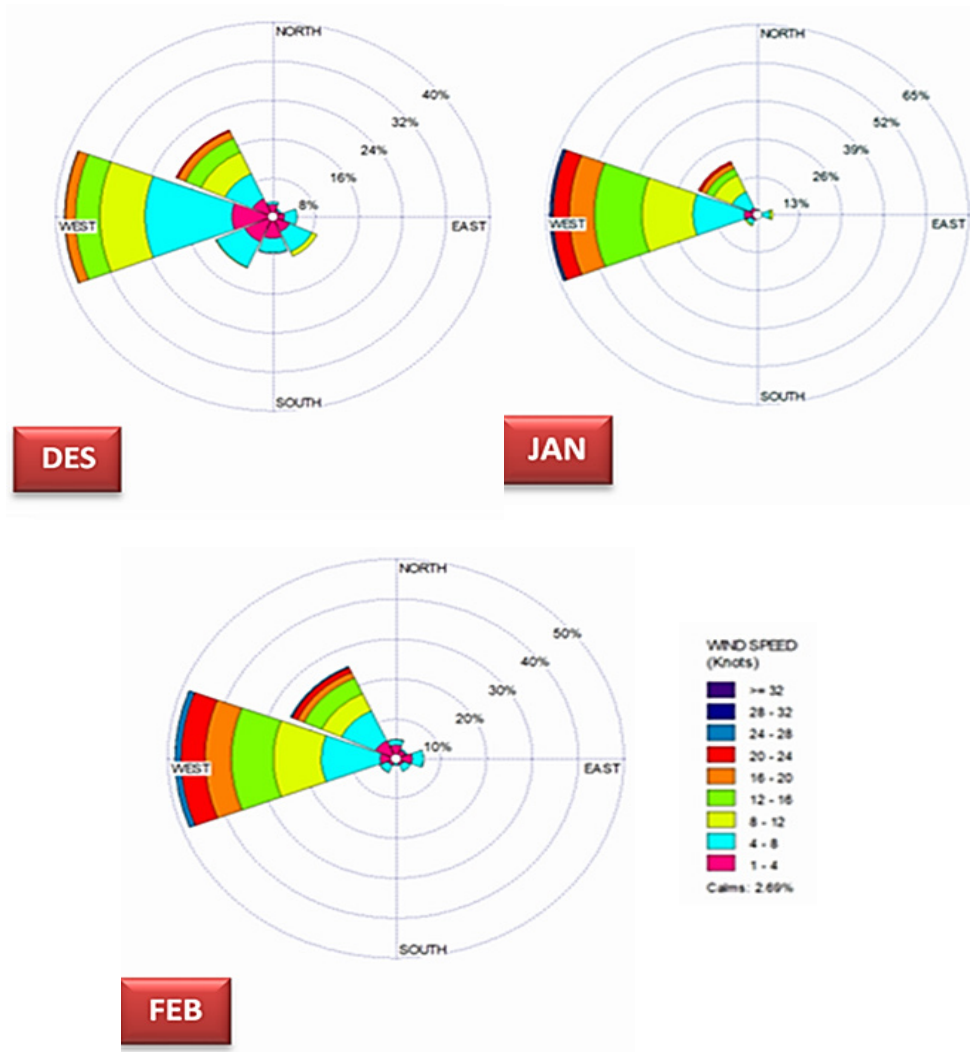 NORTH
40%
32%
24%
16%
8%
WEST
EAST
SOUTH
DES
NORTH
65%
52%
39%
26%
13%
WEST
EAST
SOUTH
JAN
NORTH
50%
40%
30%
20%
10%
WEST
EAST
SOUTH
FEB
WIND SPEED
(Knots)
>= 32
28 - 32
24 - 28
20 - 24
16 - 20
12 - 16
8 - 12
4 - 8
1 - 4
Calms: 2.69%